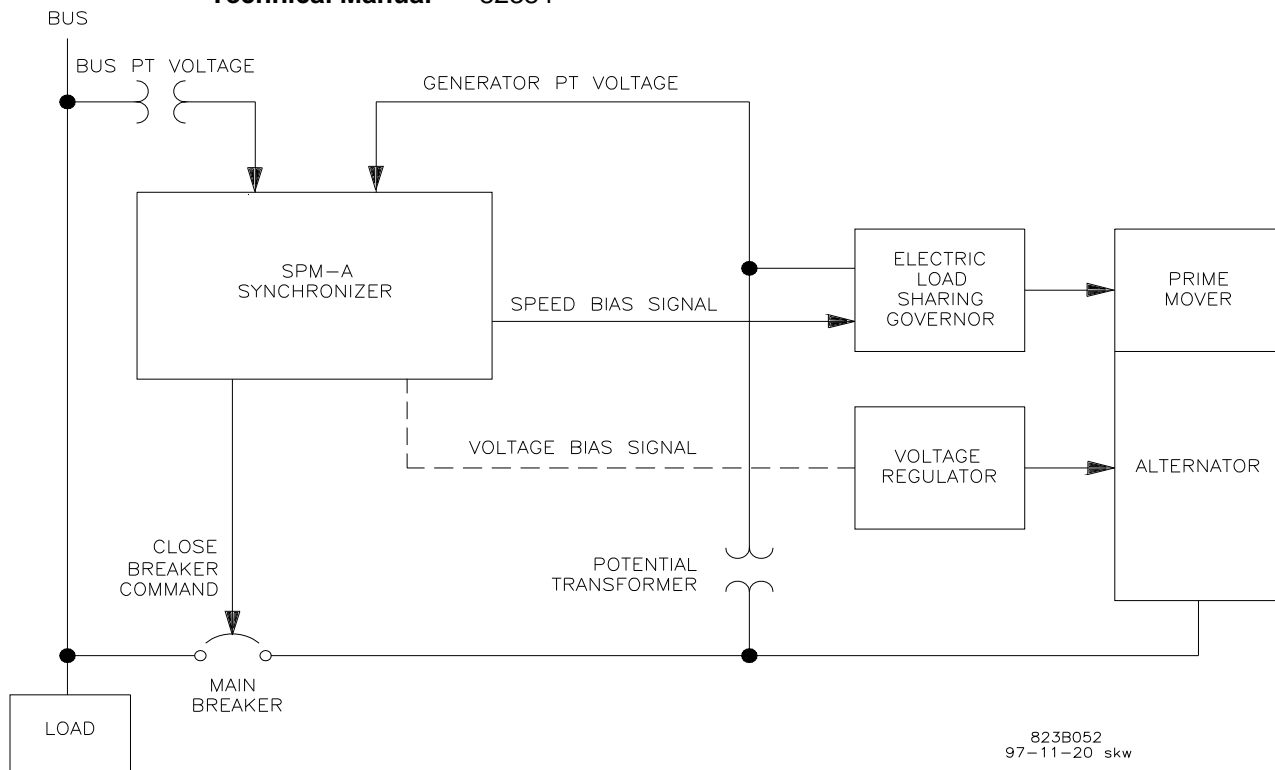 BUS
BUS PT VOLTAGE
GENERATOR PT VOLTAGE
SPM-A
SYNCHRONIZER
SPEED BIAS SIGNAL
ELECTRIC
LOAD
SHARING
GOVERNOR
PRIME
MOVER
VOLTAGE BIAS SIGNAL
VOLTAGE
REGULATOR
ALTERNATOR
CLOSE
BREAKER
COMMAND
POTENTIAL
TRANSFORMER
MAIN
BREAKER
LOAD
823B052
97-11-20 skw